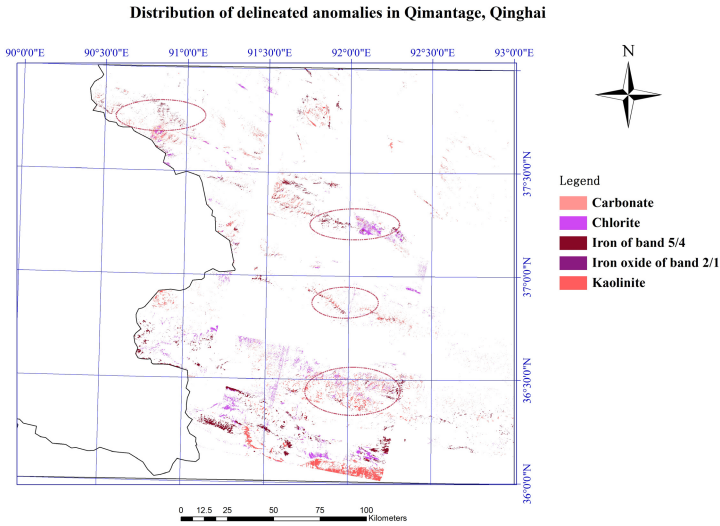 Distribution of delineated anomalies in Qimantage, Qinghai
90°0'0"E 90°30'0"E 91°0'0"E 91°30'0"E 92°0'0"E 92°30'0"E 93°0'0"E
N
37°30'0"N
37°0'0"N
36°30'0"N
36°0'0"N
Legend
Carbonate
Chlorite
Iron of band 5/4
Iron oxide of band 2/1
Kaolinite
0 12.5 25 50 75 100
Kilometers